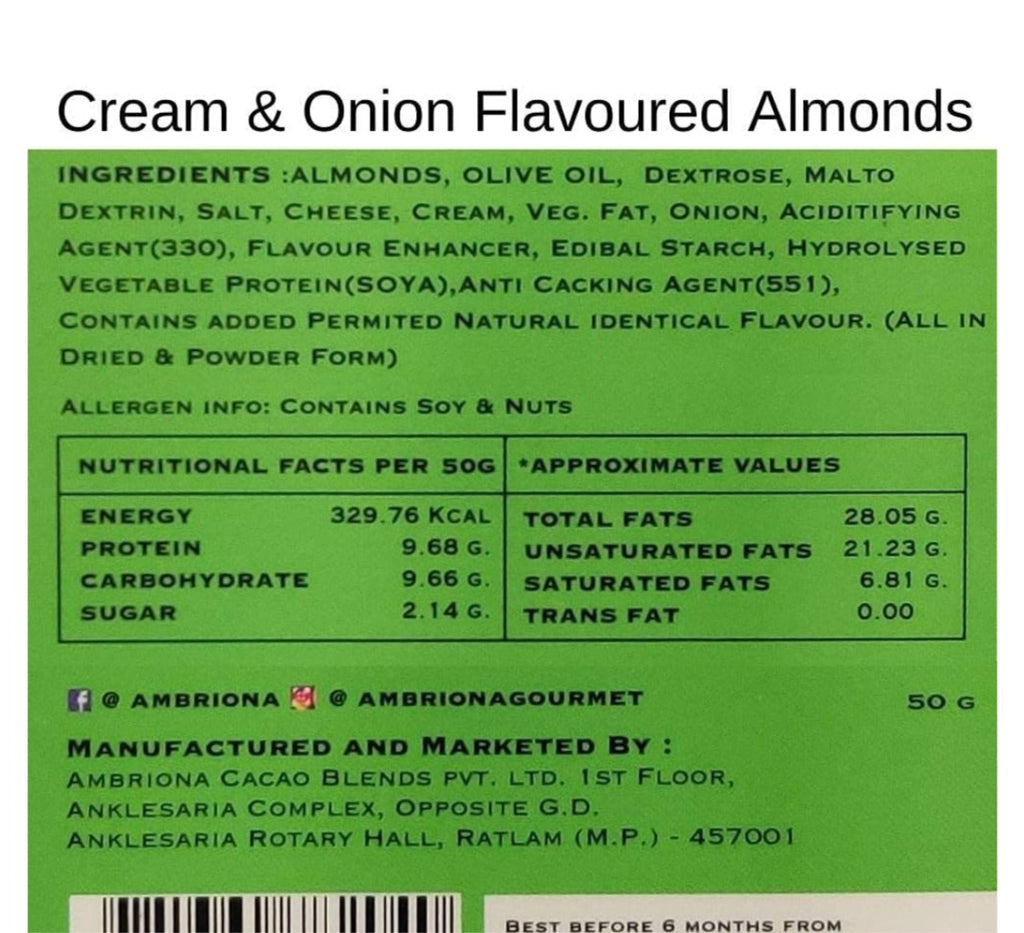 Cream & Onion Flavoured Almonds
INGREDIENTS :ALMONDS, OLIVE OIL, DEXTROSE, MALTO
DEXTRIN, SALT, CHEESE, CREAM, VEG. FAT, ONION, ACIDITIFYING
AGENT(330), FLAVOUR ENHANCER, EDIBAL STARCH, HYDROLYSED
VEGETABLE PROTEIN(SOYA),ANTI CACKING AGENT(551),
CONTAINS ADDED PERMITED NATURAL IDENTICAL FLAVOUR. (ALL IN
DRIED & POWDER FORM)
ALLERGEN INFO: CONTAINS SOY & NUTS
NUTRITIONAL FACTS PER 50G *APPROXIMATE VALUES
ENERGY 329.76 KCAL TOTAL FATS 28.05 G.
PROTEIN 9.68 G. UNSATURATED FATS 21.23 G.
CARBOHYDRATE 9.66 G. SATURATED FATS 6.81 G.
SUGAR 2.14 G. TRANS FAT 0.00
f @ AMBRIONA @ AMBRIONAGOURMET 50 G
MANUFACTURED AND MARKETED BY :
AMBRIONA CACAO BLENDS PVT. LTD. 1ST FLOOR,
ANKLESARIA COMPLEX, OPPOSITE G.D.
ANKLESARIA ROTARY HALL, RATLAM (M.P.) - 457001
BEST BEFORE 6 MONTHS FROM